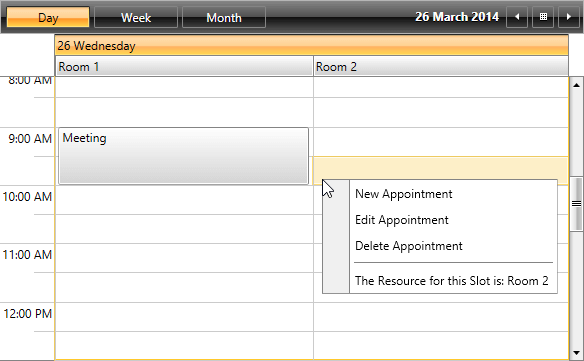 Day Week Month 26 March 2014
26 Wednesday
Room 1 Room 2
8:00 AM
9:00 AM Meeting
10:00 AM
New Appointment
Edit Appointment
11:00 AM Delete Appointment
The Resource for this Slot is: Room 2
12:00 PM